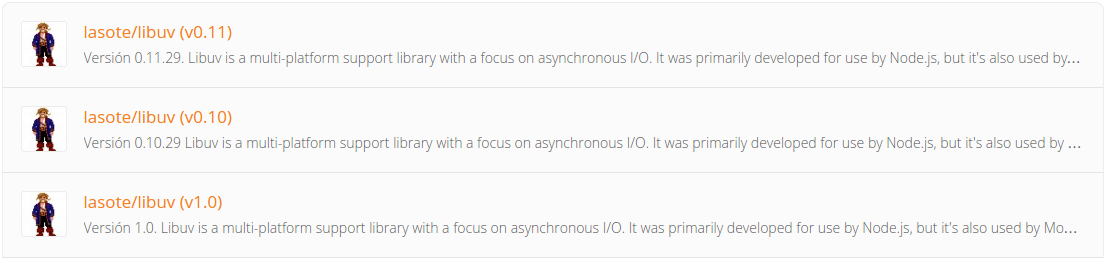 lasote/libuv (v0.11)
Versión 0.11.29. Libuv is a multi-platform support library with a focus on asynchronous I/O. It was primarily developed for use by Node.js, but it's also used by...
lasote/libuv (v0.10)
Versión 0.10.29 Libuv is a multi-platform support library with a focus on asynchronous I/O. It was primarily developed for use by Node.js, but it's also used by ...
lasote/libuv (v1.0)
Versión 1.0. Libuv is a multi-platform support library with a focus on asynchronous I/O. It was primarily developed for use by Node.js, but it's also used by Mo...